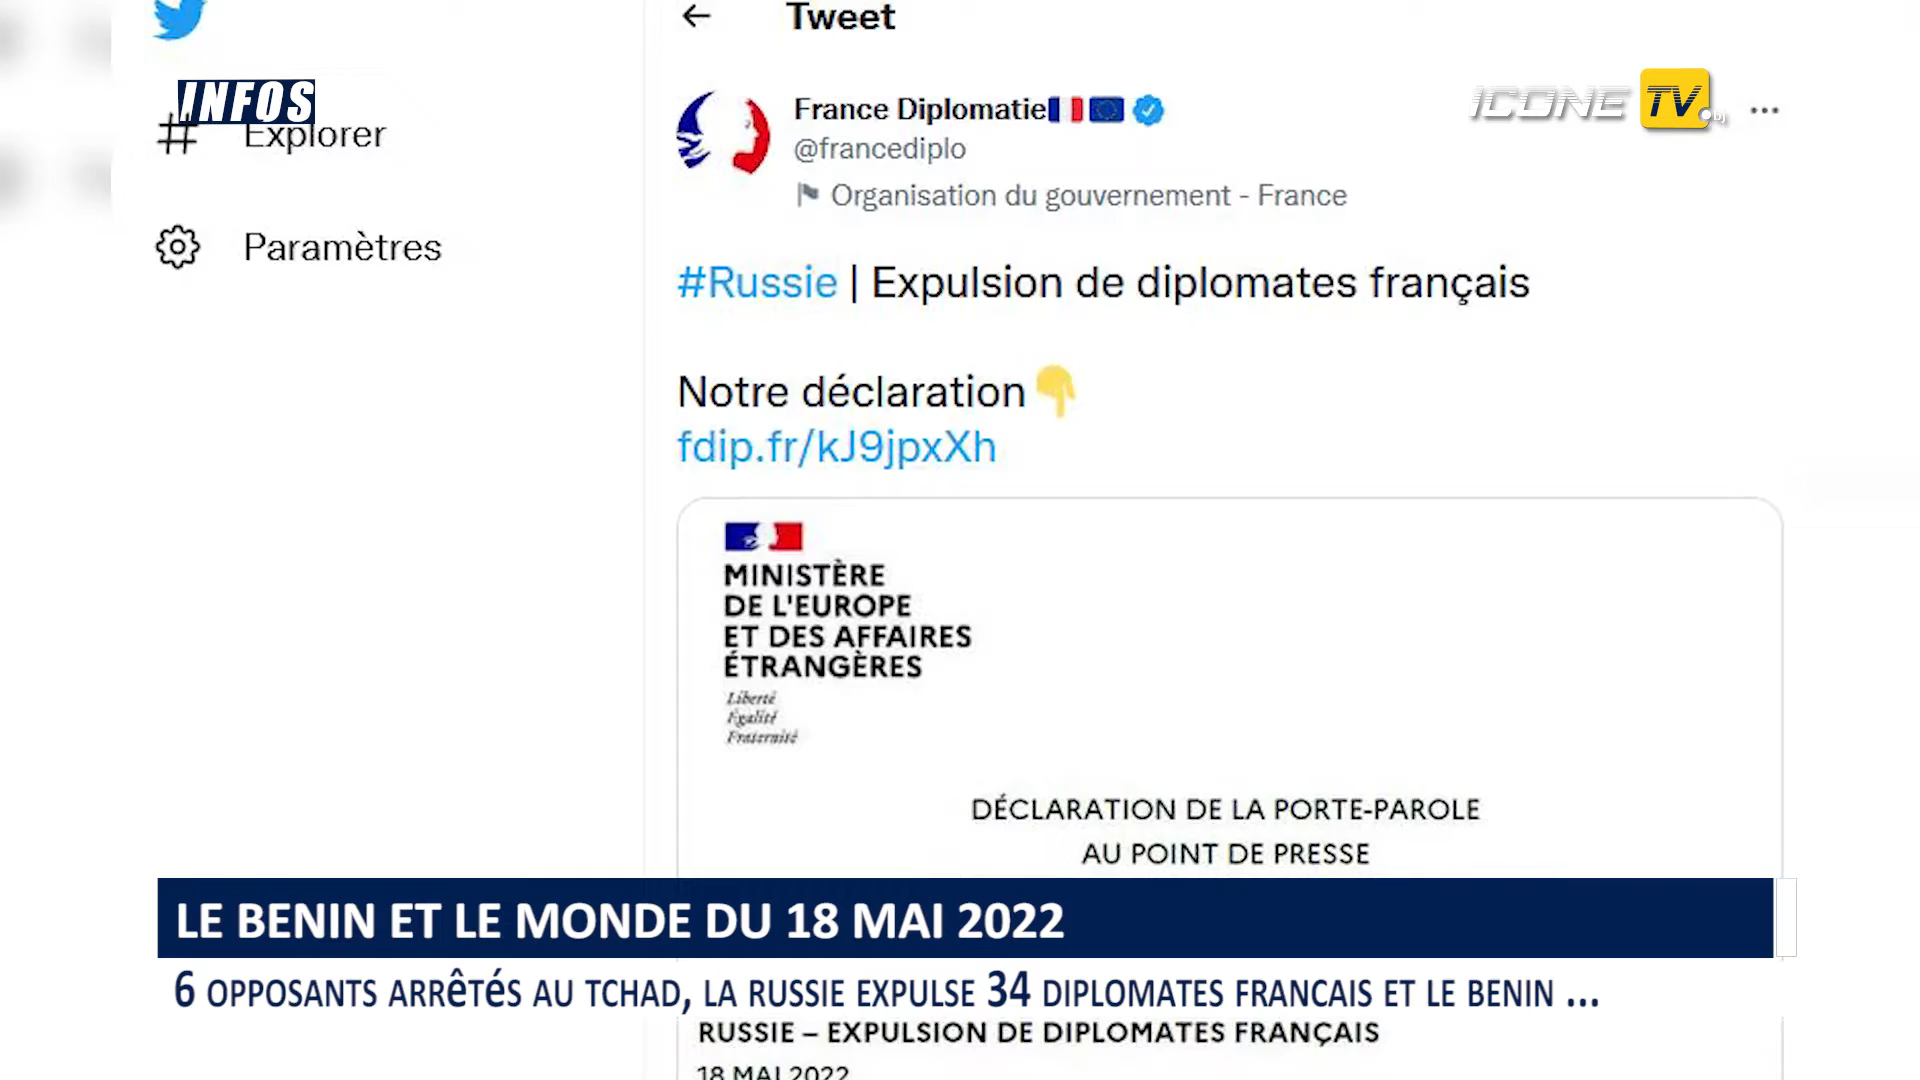 Tweet
INFOS
Explorer
Paramètres
ICONE TV.bj
France Diplomatie
@francediplo
Organisation du gouvernement - France
#Russie | Expulsion de diplomates français
Notre déclaration
fdip.fr/kJ9jpxXh
MINISTÈRE
DE L'EUROPE
ET DES AFFAIRES
ÉTRANGÈRES
Liberté
Égalité
Fraternité
DÉCLARATION DE LA PORTE-PAROLE
AU POINT DE PRESSE
LE BENIN ET LE MONDE DU 18 MAI 2022
6 OPPOSANTS ARRêTéS AU TCHAD, LA RUSSIE EXPULSE 34 DIPLOMATES FRANCAIS ET LE BENIN ...
RUSSIE – EXPULSION DE DIPLOMATES FRANÇAIS
18 MAI 2022